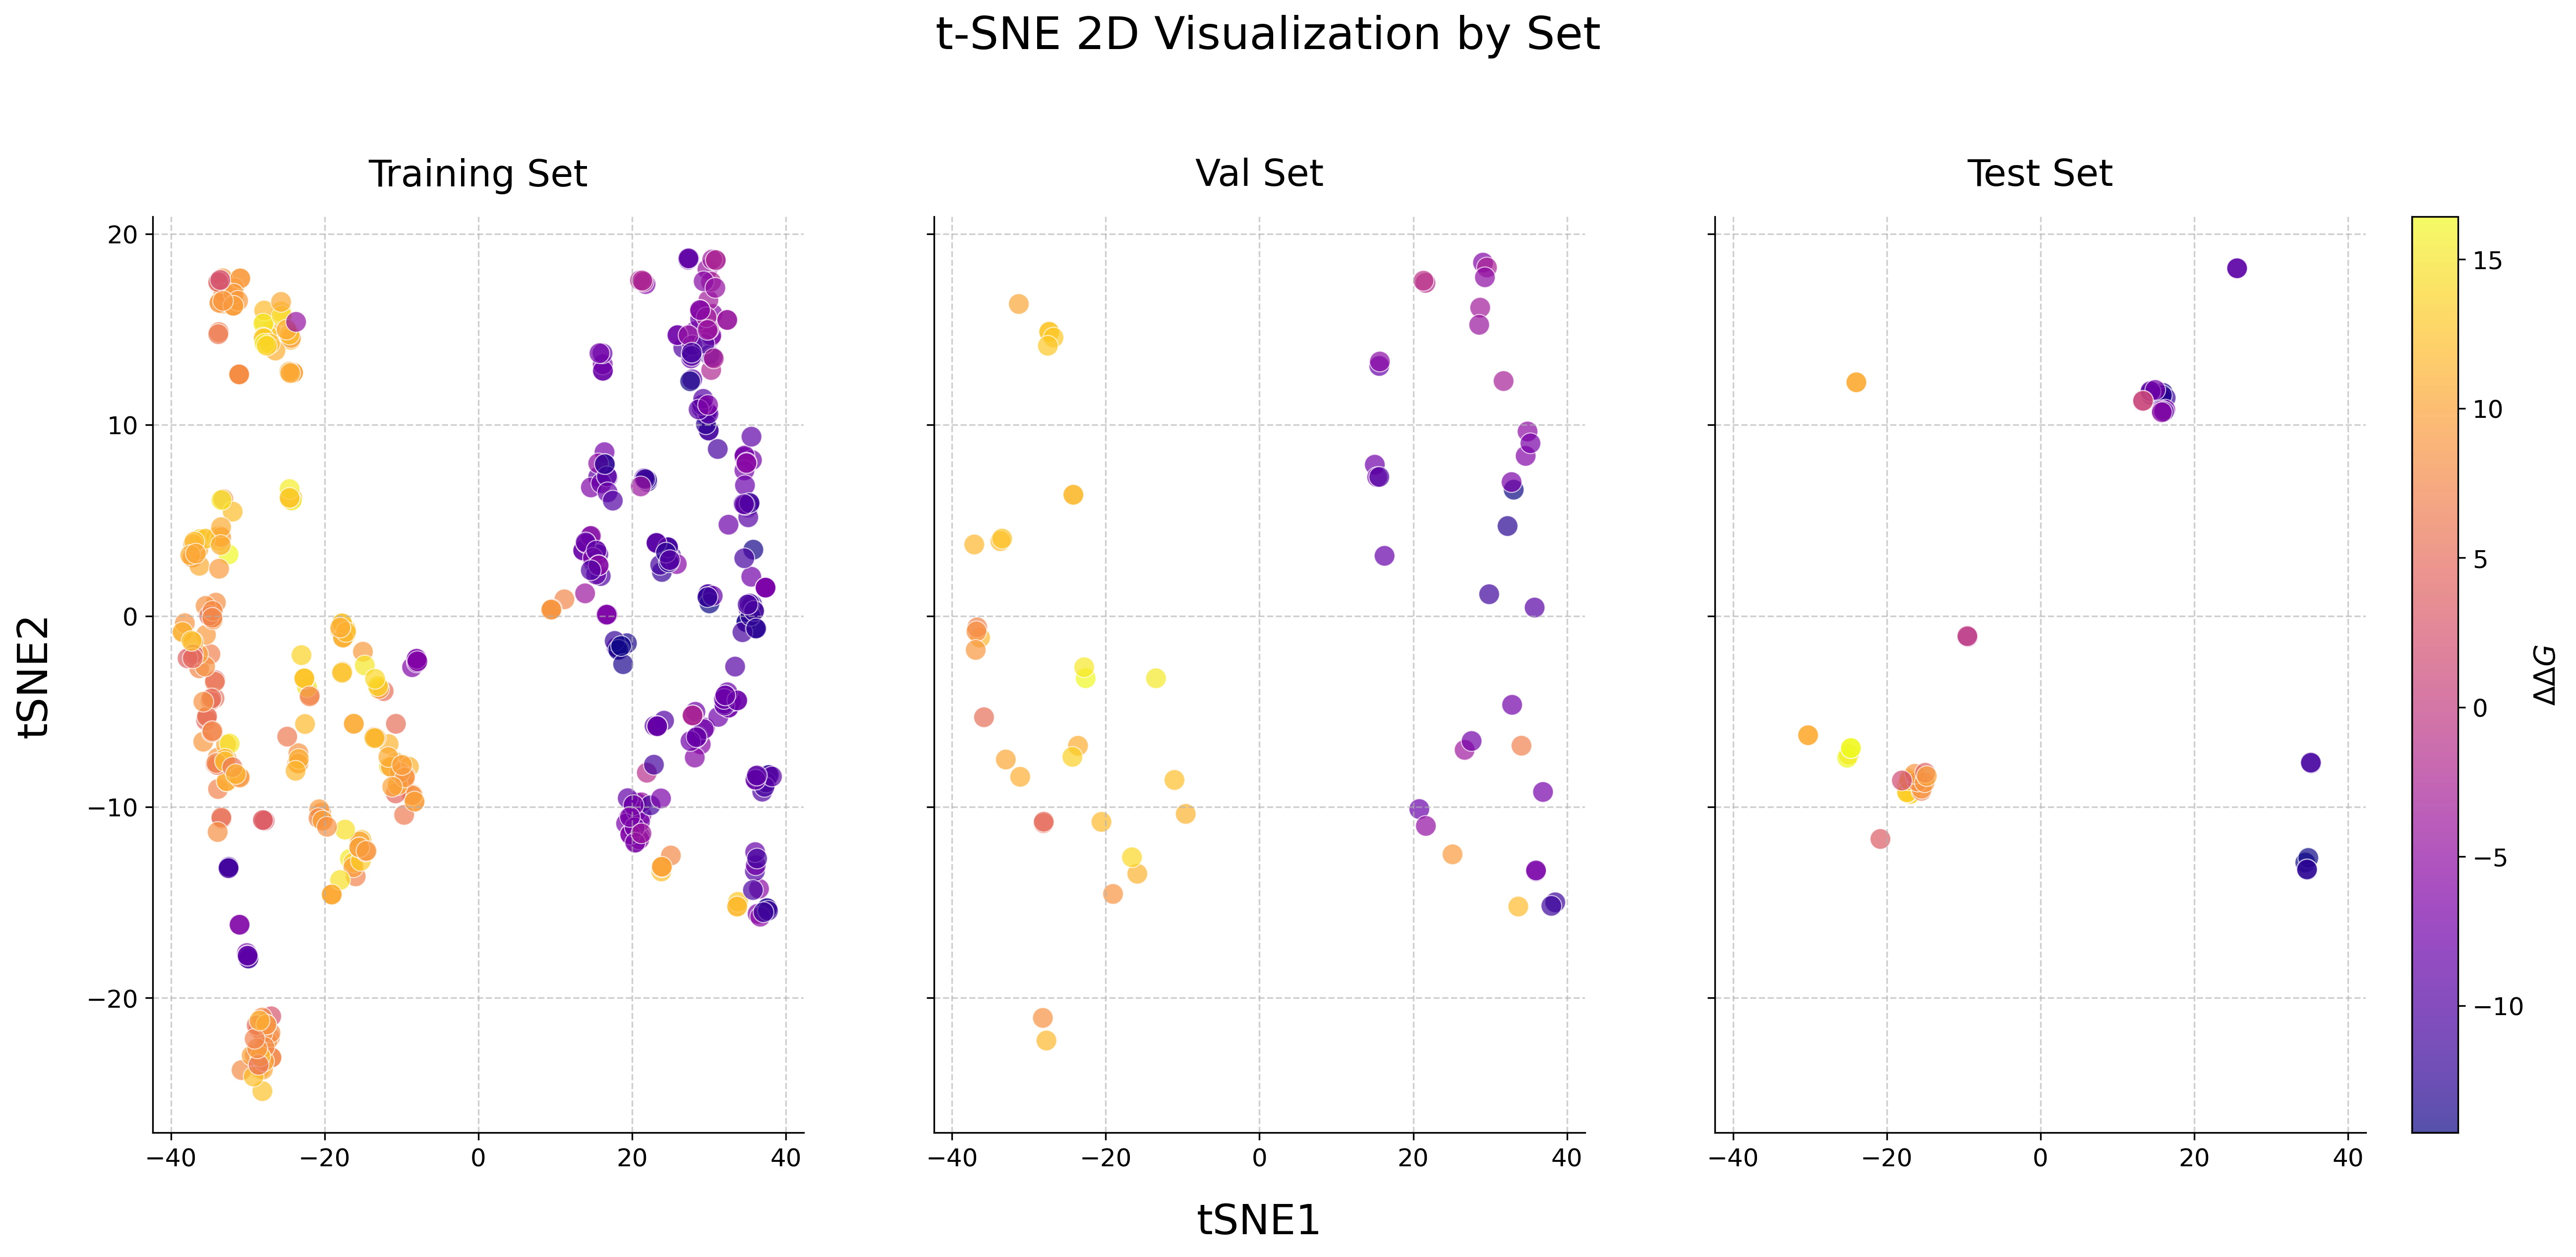 t-SNE 2D Visualization by Set
Training Set
Val Set
Test Set
20
10
0
−10
−20
tSNE2
−40 −20 0 20 40
−40 −20 0 20 40
−40 −20 0 20 40
tSNE1
15
10
5
0
−5
−10
ΔΔG